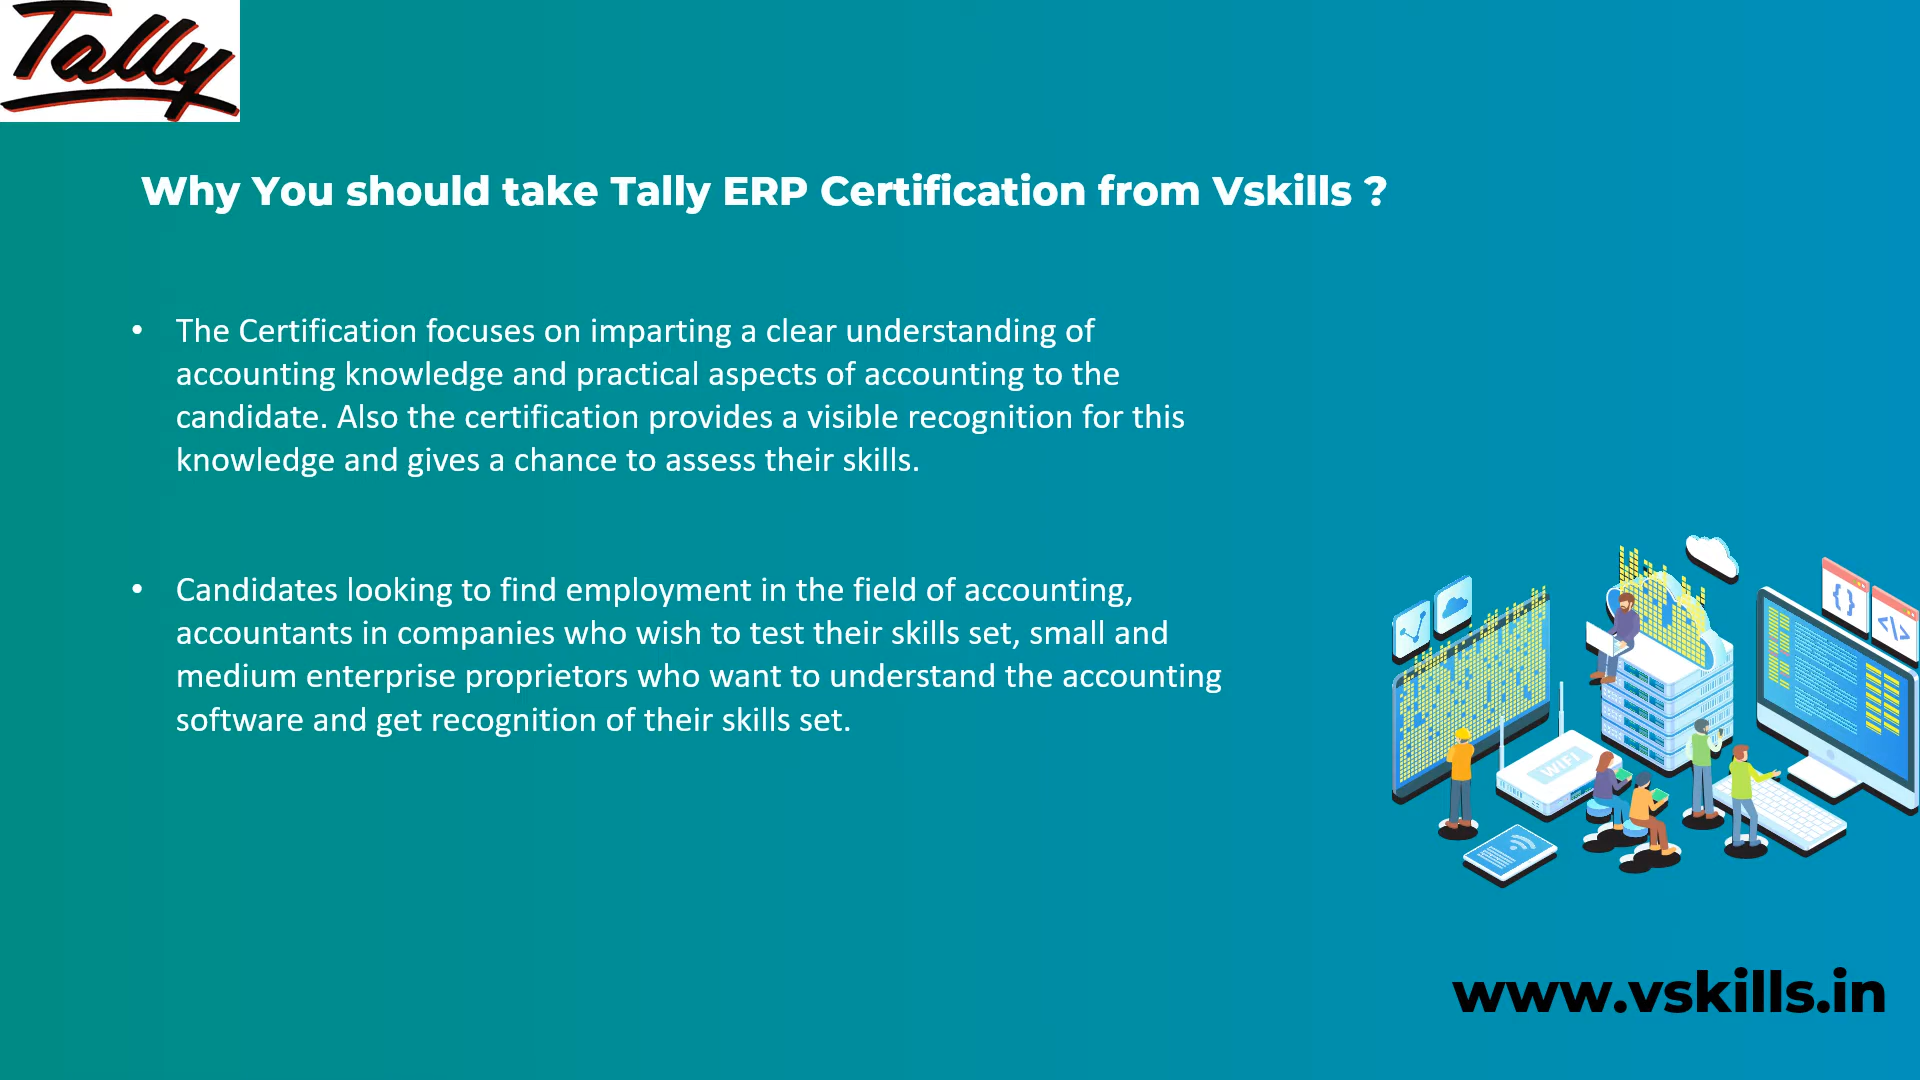 Tally
Why You should take Tally ERP Certification from Vskills ?
• The Certification focuses on imparting a clear understanding of
accounting knowledge and practical aspects of accounting to the
candidate. Also the certification provides a visible recognition for this
knowledge and gives a chance to assess their skills.
• Candidates looking to find employment in the field of accounting,
accountants in companies who wish to test their skills set, small and
medium enterprise proprietors who want to understand the accounting
software and get recognition of their skills set.
{ }
</>
WIFI
www.vskills.in